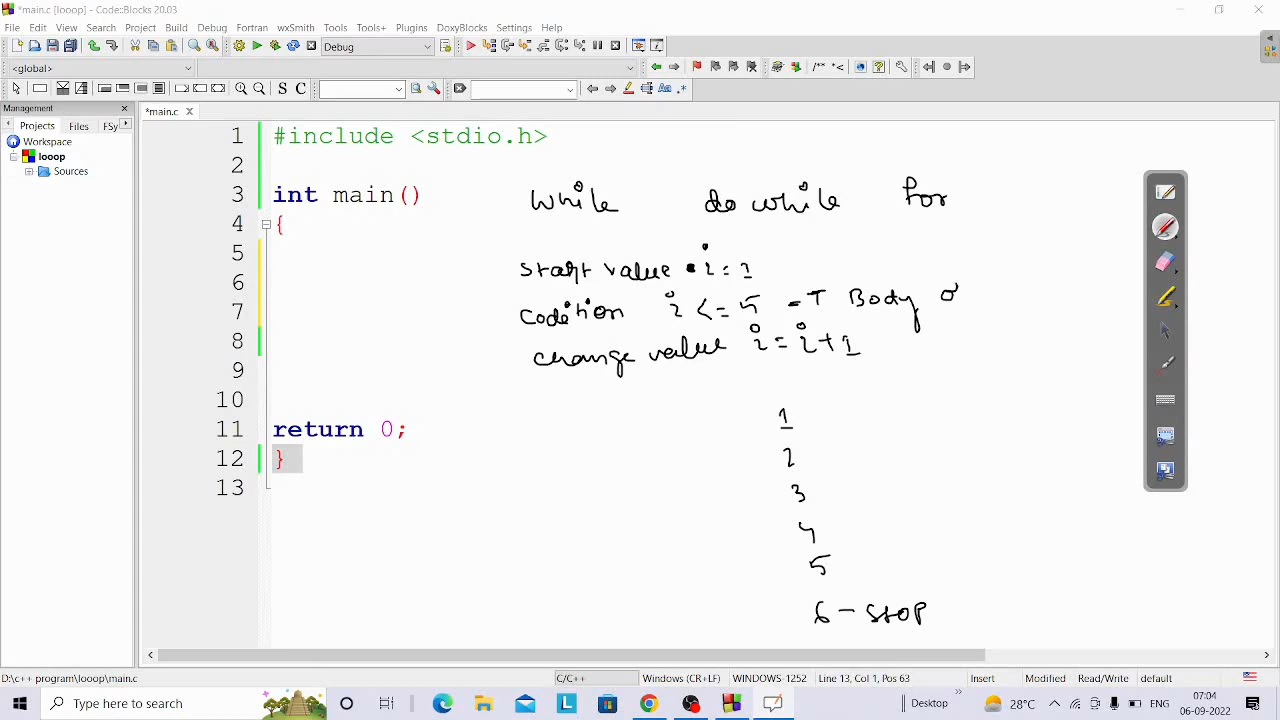 *main.c [looop] - Code::Blocks 20.03
File Edit View Search Project Build Debug Fortran wxSmith Tools Tools+ Plugins DoxyBlocks Settings Help
Debug
<global>
S C
Aa .*
Management
*main.c
Projects Files FSy
Workspace
looop
Sources
1 #include <stdio.h>
2
3 int main()
4 {
5
6
7
8
9
10
11 return 0;
12 }
13
while do while for
start value i = 1
codition i <= 5 - T Body o
change value i = i + 1
1
2
3
4
5
6 - stop
D:\c++ program\looop\main.c C/C++ Windows (CR+LF) WINDOWS-1252 Line 13, Col 1, Pos 63 Insert Modified Read/Write default
Type here to search
Desktop 28°C ENG 07:04
06-09-2022